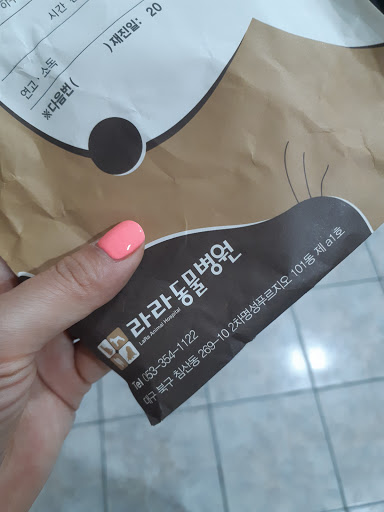 시간
연고·소독
※다음번 (             ) 재진일: 20
라라동물병원
LaRa Animal Hospital
Tel 053-354-1122
대구 북구 침산동 269-10 2차명성푸르지오 101동 제 a1호